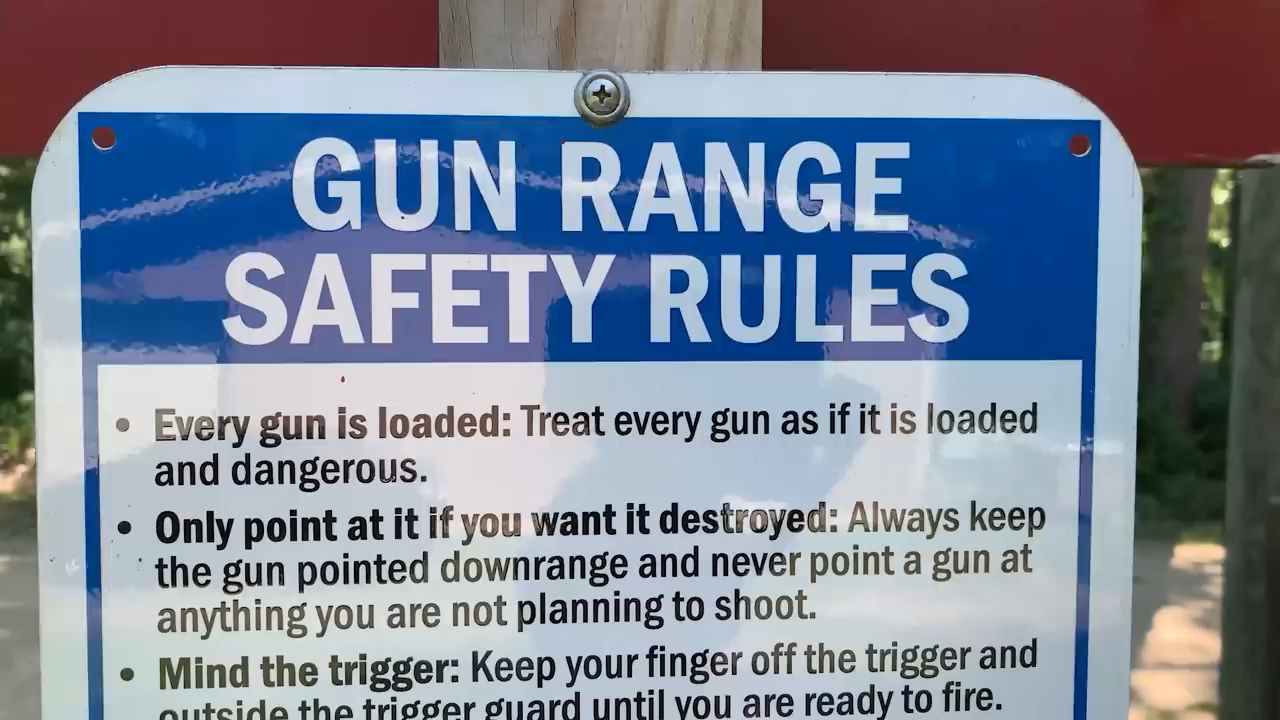 GUN RANGE
SAFETY RULES
• Every gun is loaded: Treat every gun as if it is loaded
and dangerous.
• Only point at it if you want it destroyed: Always keep
the gun pointed downrange and never point a gun at
anything you are not planning to shoot.
• Mind the trigger: Keep your finger off the trigger and
outside the trigger guard until you are ready to fire.